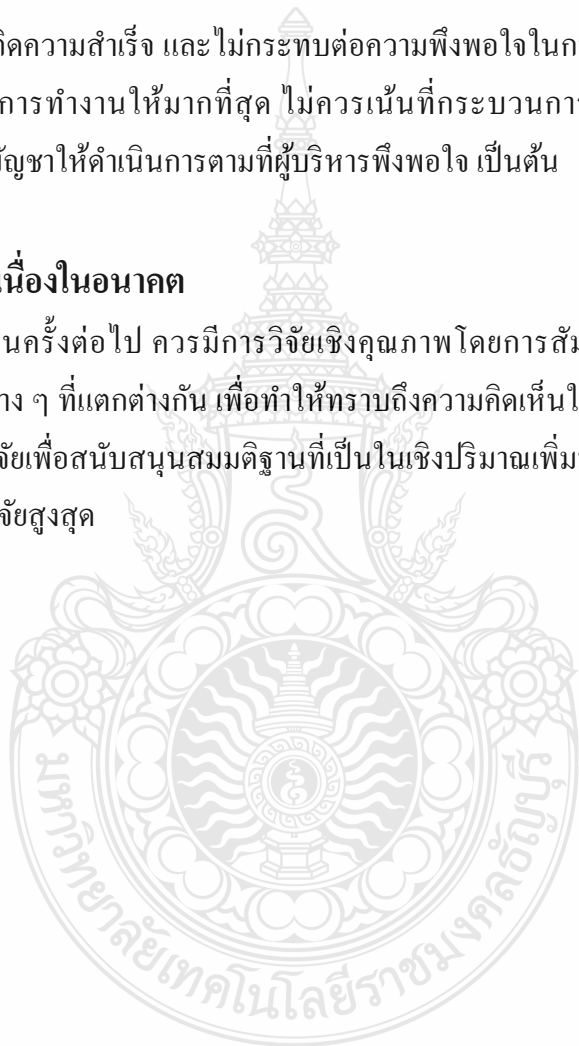 กิดความสำเร็จ และไม่กระทบต่อความพึงพอใจในก
การทำงานให้มากที่สุด ไม่ควรเน้นที่กระบวนการ
ัญชาให้ดำเนินการตามที่ผู้บริหารพึงพอใจ เป็นต้น
นื่องในอนาคต
นครั้งต่อไป ควรมีการวิจัยเชิงคุณภาพโดยการสัม
าง ๆ ที่แตกต่างกัน เพื่อทำให้ทราบถึงความคิดเห็นใ
จัยเพื่อสนับสนุนสมมติฐานที่เป็นในเชิงปริมาณเพิ่ม
จัยสูงสุด
มหาวิทยาลัยเทคโนโลยีราชมงคลธัญบุรี